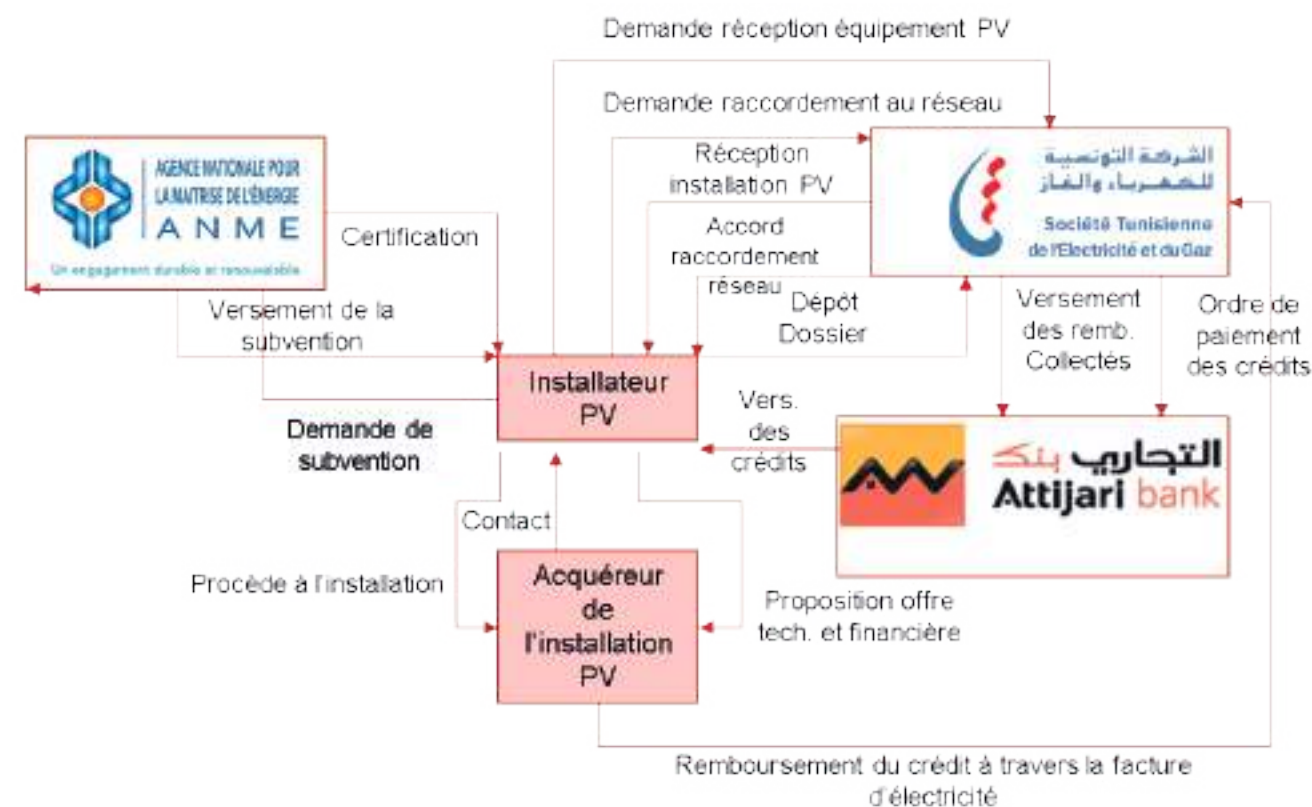 Demande réception équipement PV
Demande raccordement au réseau
AGENCE NATIONALE POUR
LA MAITRISE DE L'ÉNERGIE
ANME
Un engagement durable et renouvelable
Certification
Réception
installation PV
الشركة التونسية
للكهرباء والغاز
Société Tunisienne
de l'Electricité et du Gaz
Accord
raccordement
réseau
Versement de la
subvention
Dépôt
Dossier
Versement
des remb.
Collectés
Ordre de
paiement
des crédits
Installateur
PV
Demande de
subvention
Vers.
des
crédits
التجاري بنك
Attijari bank
Contact
Procède à l'installation
Acquéreur
de
l'installation
PV
Proposition offre
tech. et financière
Remboursement du crédit à travers la facture
d'électricité